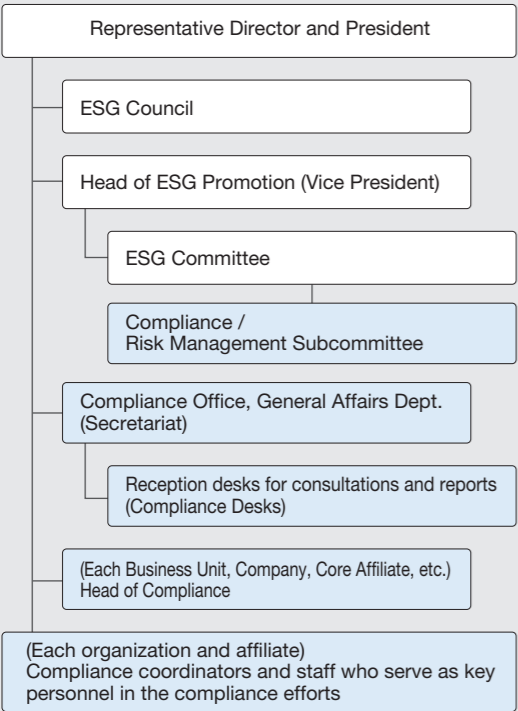 Representative Director and President
ESG Council
Head of ESG Promotion (Vice President)
ESG Committee
Compliance /
Risk Management Subcommittee
Compliance Office, General Affairs Dept.
(Secretariat)
Reception desks for consultations and reports
(Compliance Desks)
(Each Business Unit, Company, Core Affiliate, etc.)
Head of Compliance
(Each organization and affiliate)
Compliance coordinators and staff who serve as key
personnel in the compliance efforts